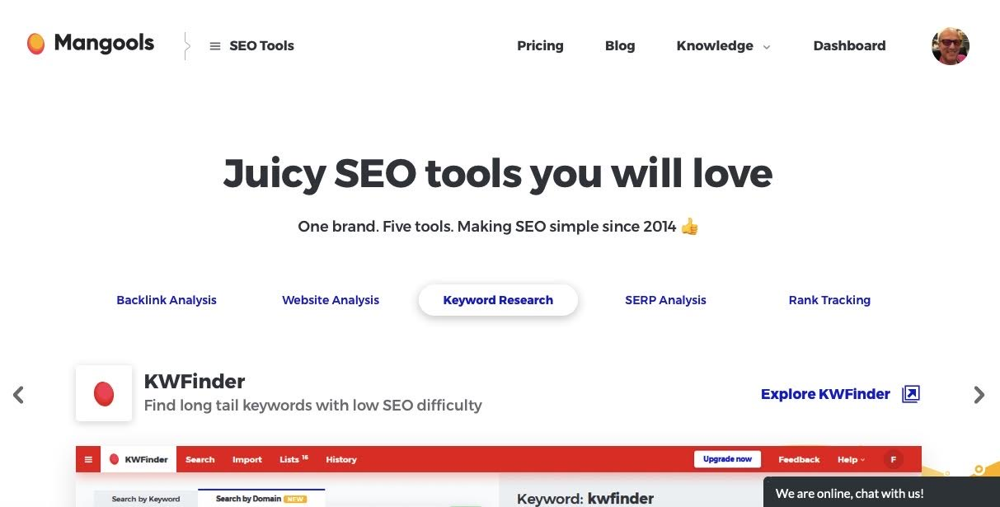 Mangools
SEO Tools
Pricing
Blog
Knowledge
Dashboard
Juicy SEO tools you will love
One brand. Five tools. Making SEO simple since 2014 👍
Backlink Analysis
Website Analysis
Keyword Research
SERP Analysis
Rank Tracking
KWFinder
Find long tail keywords with low SEO difficulty
Explore KWFinder
KWFinder
Search
Import
Lists 16
History
Upgrade now
Feedback
Help
F
Search by Keyword
Search by Domain NEW
Keyword: kwfinder
We are online, chat with us!